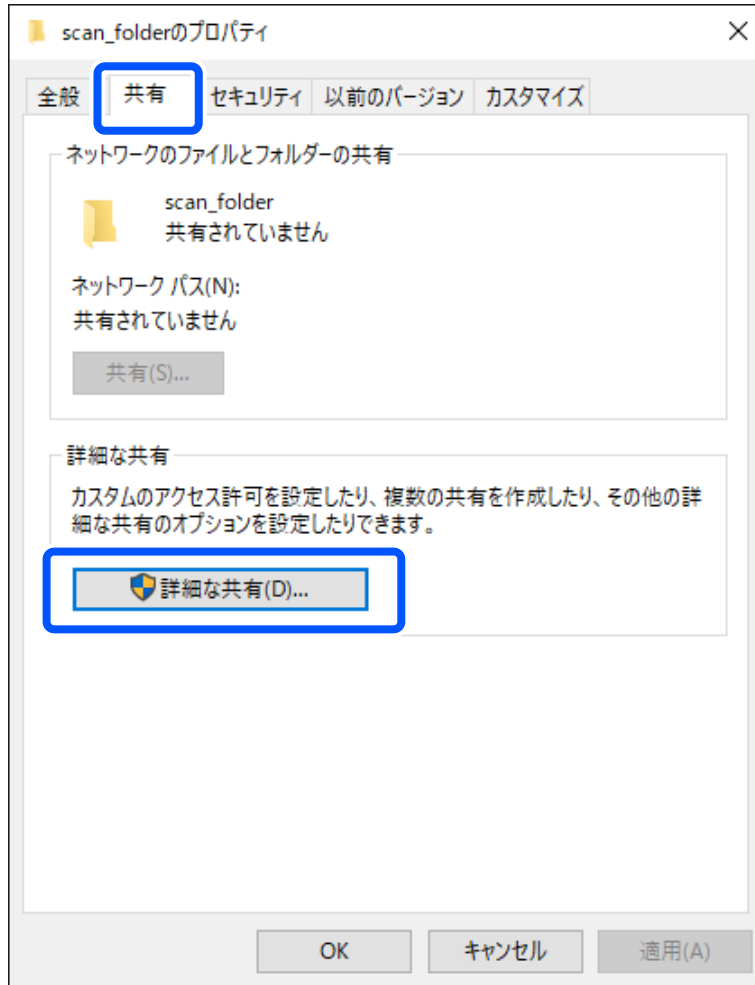 scan_folderのプロパティ
全般 共有 セキュリティ 以前のバージョン カスタマイズ
ネットワークのファイルとフォルダーの共有
scan_folder
共有されていません
ネットワーク パス(N):
共有されていません
共有(S)...
詳細な共有
カスタムのアクセス許可を設定したり、複数の共有を作成したり、その他の詳
細な共有のオプションを設定したりできます。
詳細な共有(D)...
OK キャンセル 適用(A)